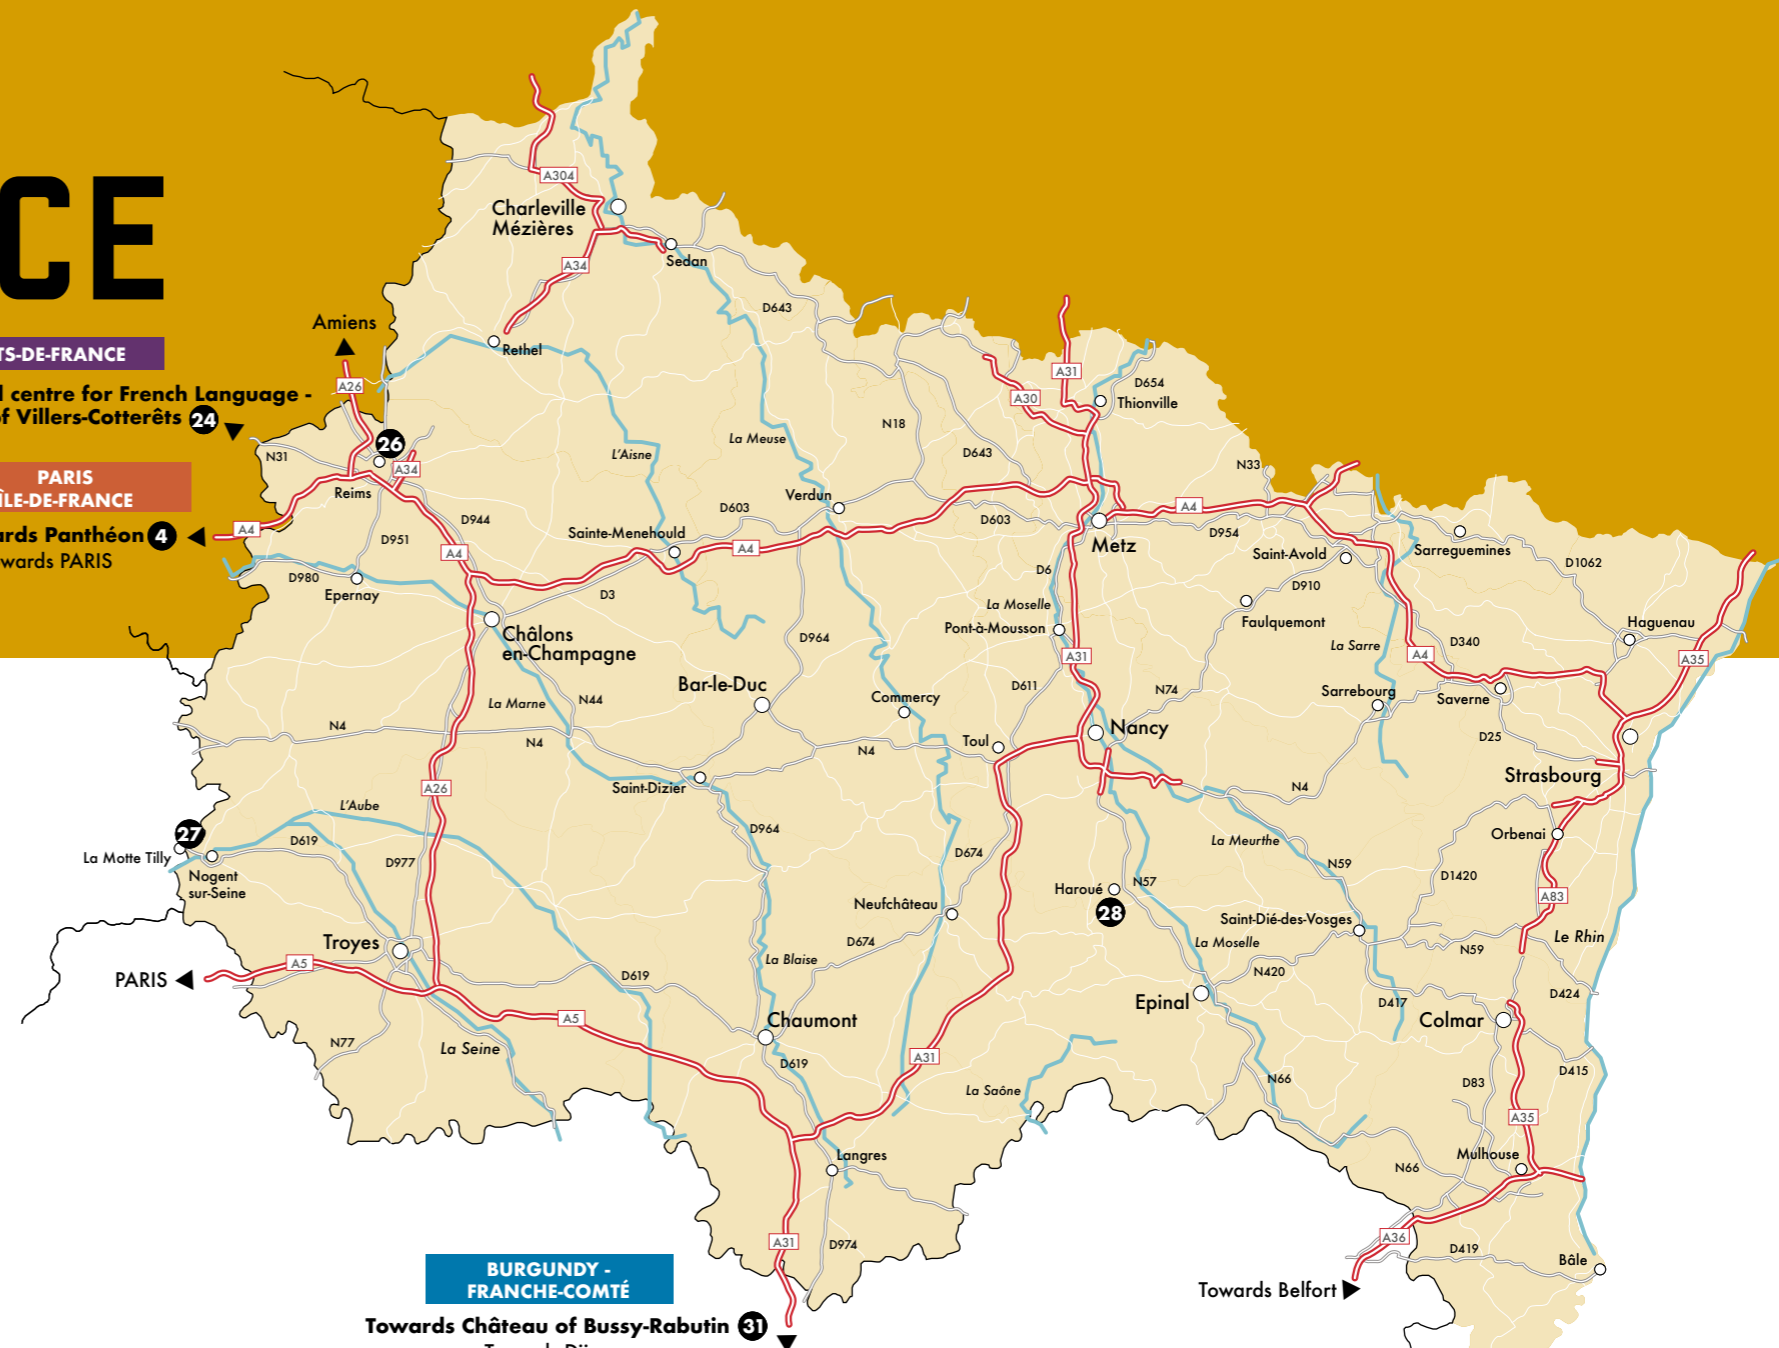 CE
TS-DE-FRANCE
l centre for French Language -
of Villers-Cotterêts 24
PARIS
ÎLE-DE-FRANCE
ards Panthéon 4
wards PARIS
Amiens
A26
N31
26
A34
Reims
A4
A304
Charleville
Mézières
A34
Sedan
Rethel
D643
L'Aisne
La Meuse
N18
D643
A30
A31
D654
Thionville
N33
D944
D951
A4
D980
Epernay
Sainte-Menehould
D603
Verdun
A4
D3
D603
Metz
A4
D954
Saint-Avold
D910
Faulquemont
Sarreguemines
D1062
Haguenau
A35
Châlons
en-Champagne
D964
Bar-le-Duc
La Marne
N44
Commercy
D6
La Moselle
Pont-à-Mousson
A31
D611
N74
La Sarre
A4
D340
Sarrebourg
Saverne
D25
Strasbourg
N4
N4
N4
Toul
Nancy
N4
Saint-Dizier
A26
L'Aube
27
La Motte Tilly
Nogent
sur-Seine
D619
D977
D964
D674
Neufchâteau
D674
La Blaise
Haroué
28
N57
La Meurthe
N59
Saint-Dié-des-Vosges
La Moselle
N420
Orbenai
D1420
A83
N59
Le Rhin
D424
D417
Troyes
PARIS
A5
D619
A5
N77
La Seine
Chaumont
D619
A31
La Saône
Epinal
N66
Colmar
D83
D415
A35
Mulhouse
N66
Langres
A31
D974
A36
D419
Bâle
Towards Belfort
BURGUNDY -
FRANCHE-COMTÉ
Towards Château of Bussy-Rabutin 31